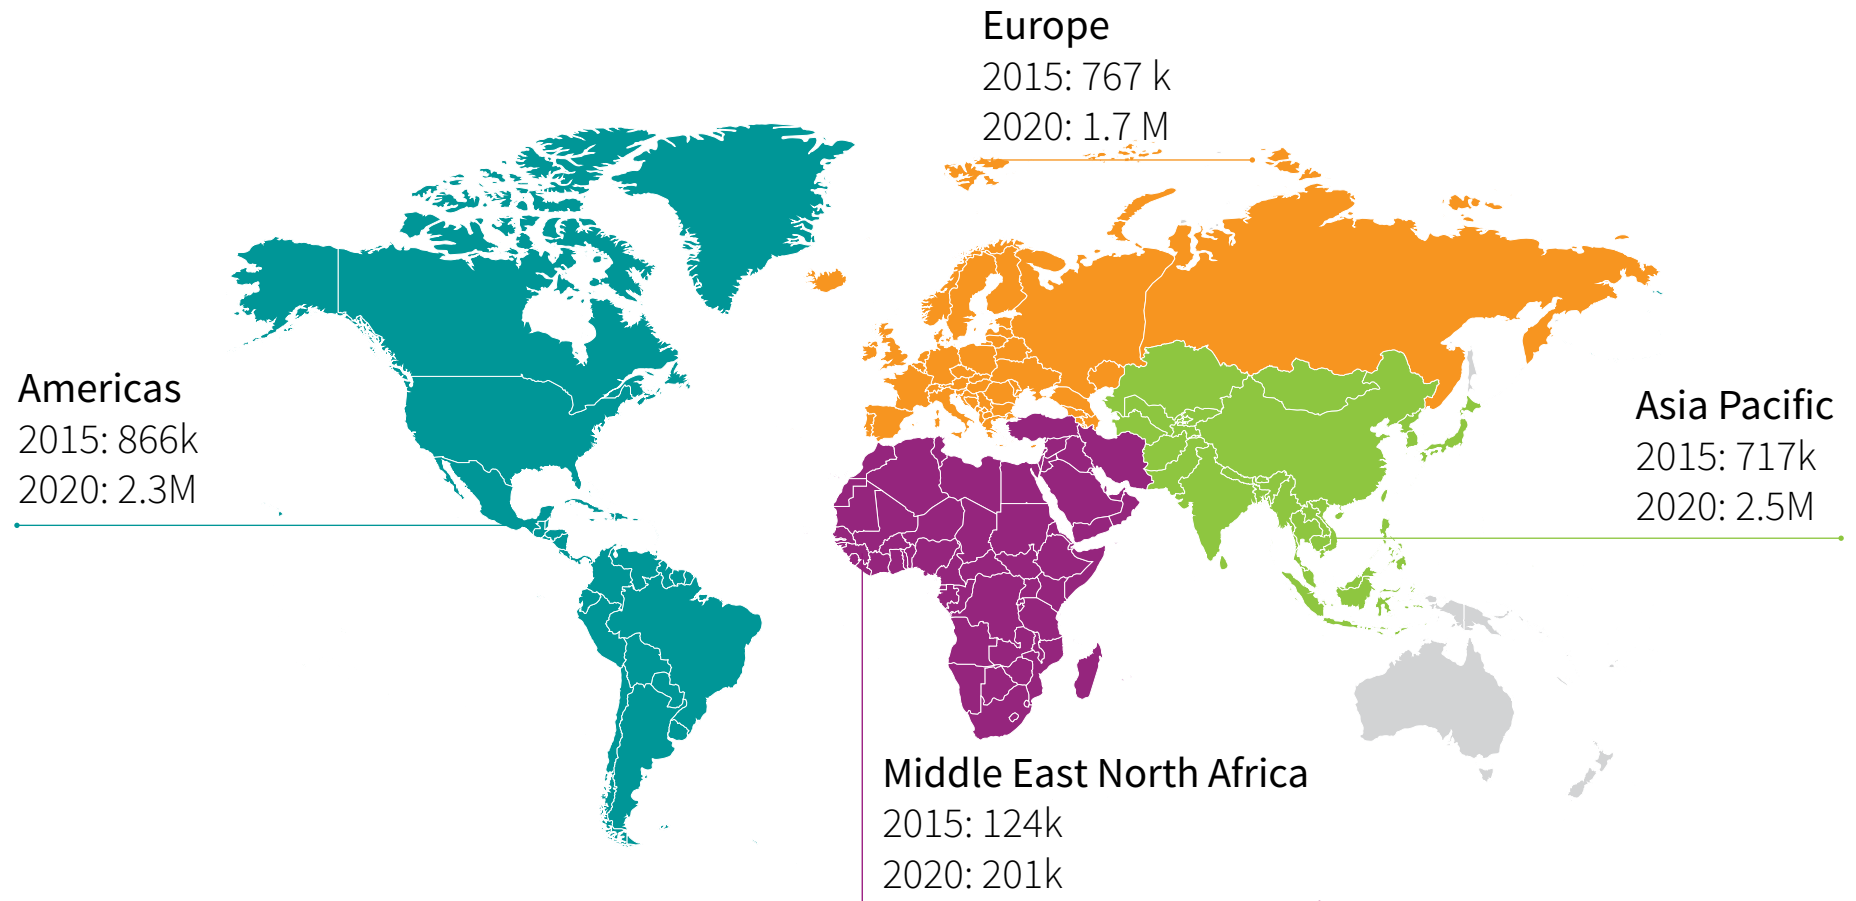 Europe
2015: 767 k
2020: 1.7 M
Americas
2015: 866k
2020: 2.3M
Asia Pacific
2015: 717k
2020: 2.5M
Middle East North Africa
2015: 124k
2020: 201k